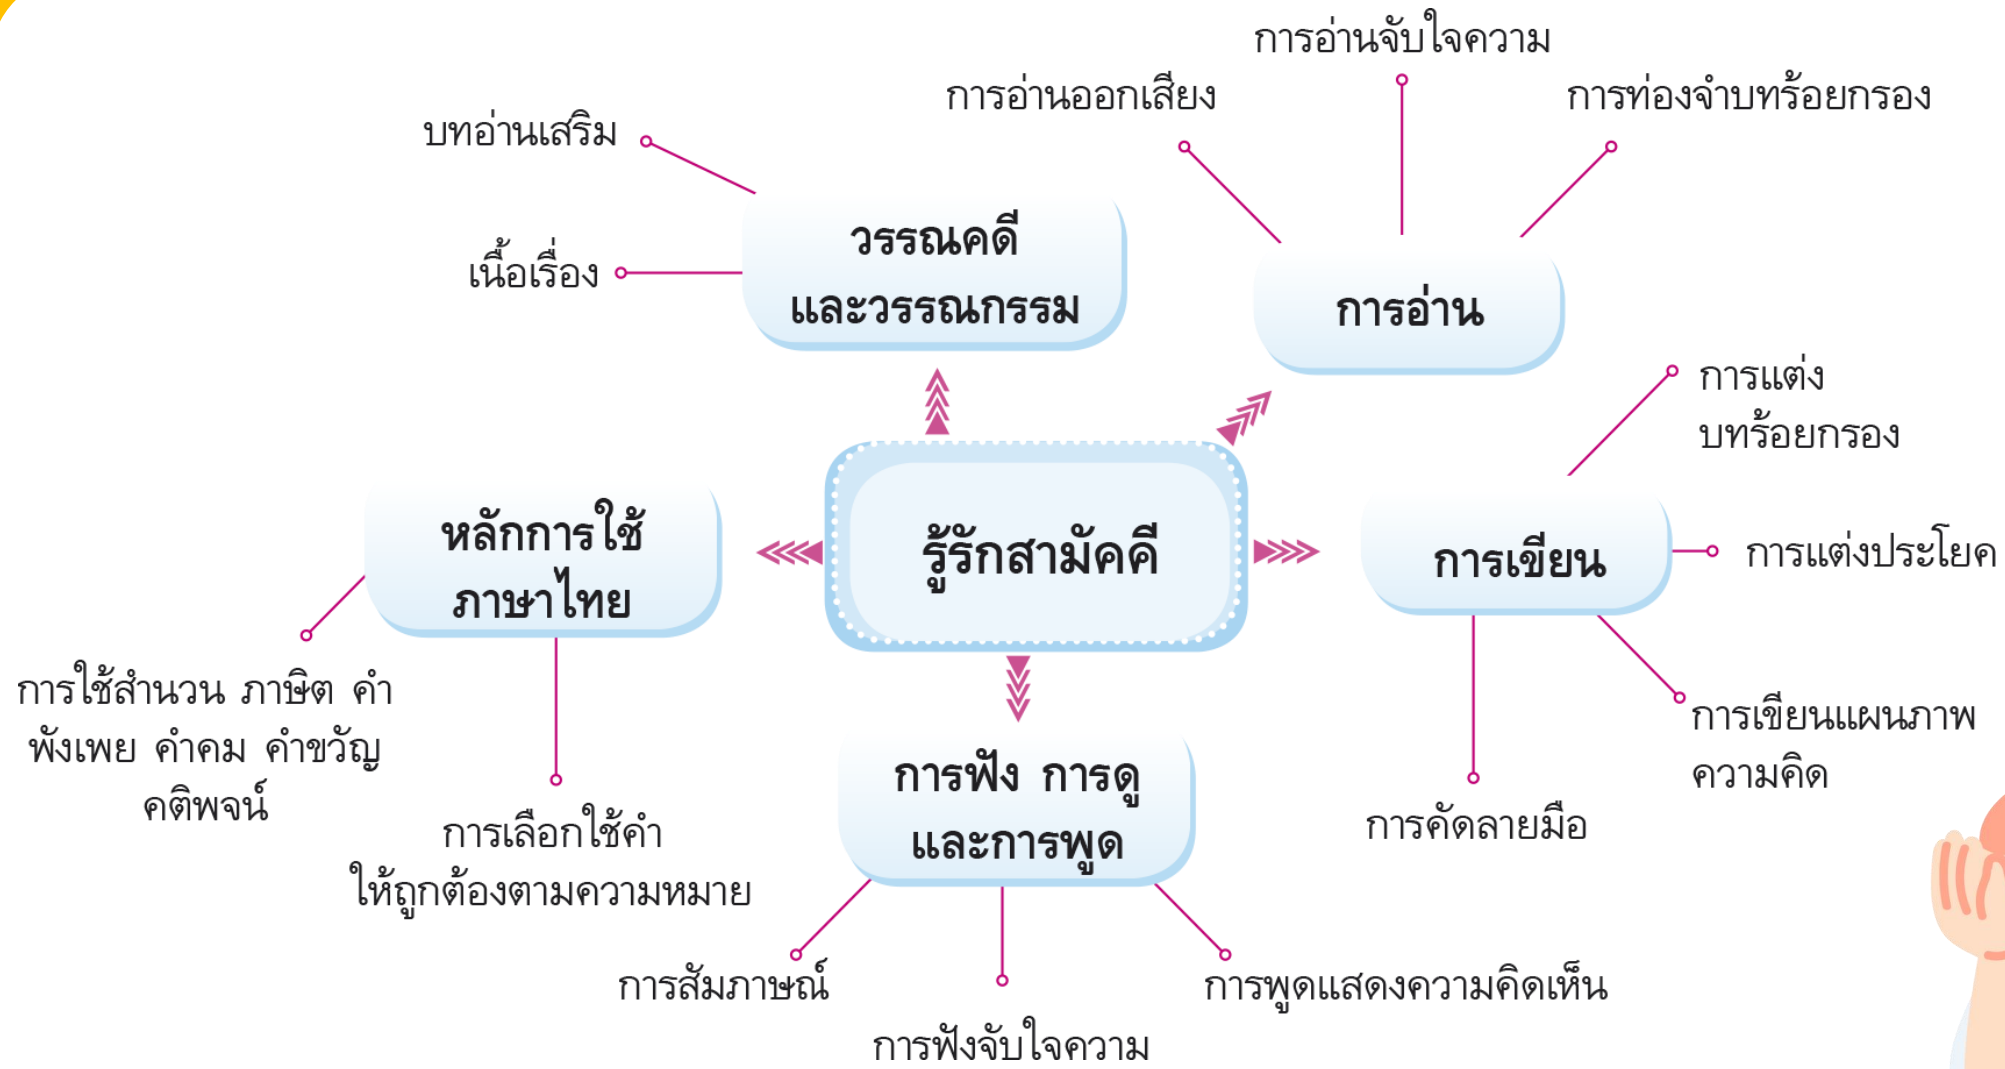 รู้รักสามัคคี
วรรณคดี
และวรรณกรรม
บทอ่านเสริม
เนื้อเรื่อง
การอ่าน
การอ่านออกเสียง
การอ่านจับใจความ
การท่องจำบทร้อยกรอง
การเขียน
การแต่ง
บทร้อยกรอง
การแต่งประโยค
การเขียนแผนภาพ
ความคิด
การคัดลายมือ
การฟัง การดู
และการพูด
การพูดแสดงความคิดเห็น
การฟังจับใจความ
การสัมภาษณ์
หลักการใช้
ภาษาไทย
การเลือกใช้คำ
ให้ถูกต้องตามความหมาย
การใช้สำนวน ภาษิต คำ
พังเพย คำคม คำขวัญ
คติพจน์